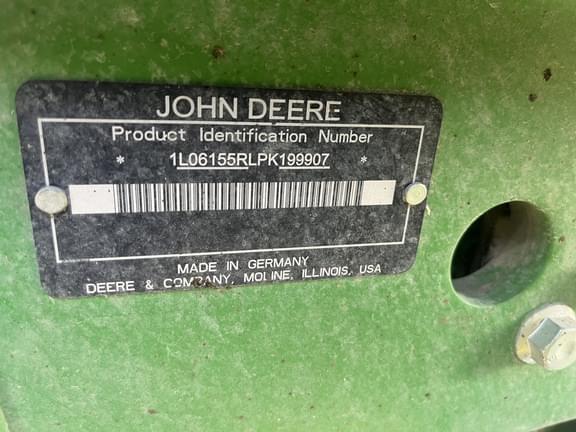 JOHN DEERE
Product Identification Number
* 1L06155RLPK199907 *
MADE IN GERMANY
DEERE & COMPANY, MOLINE, ILLINOIS, USA